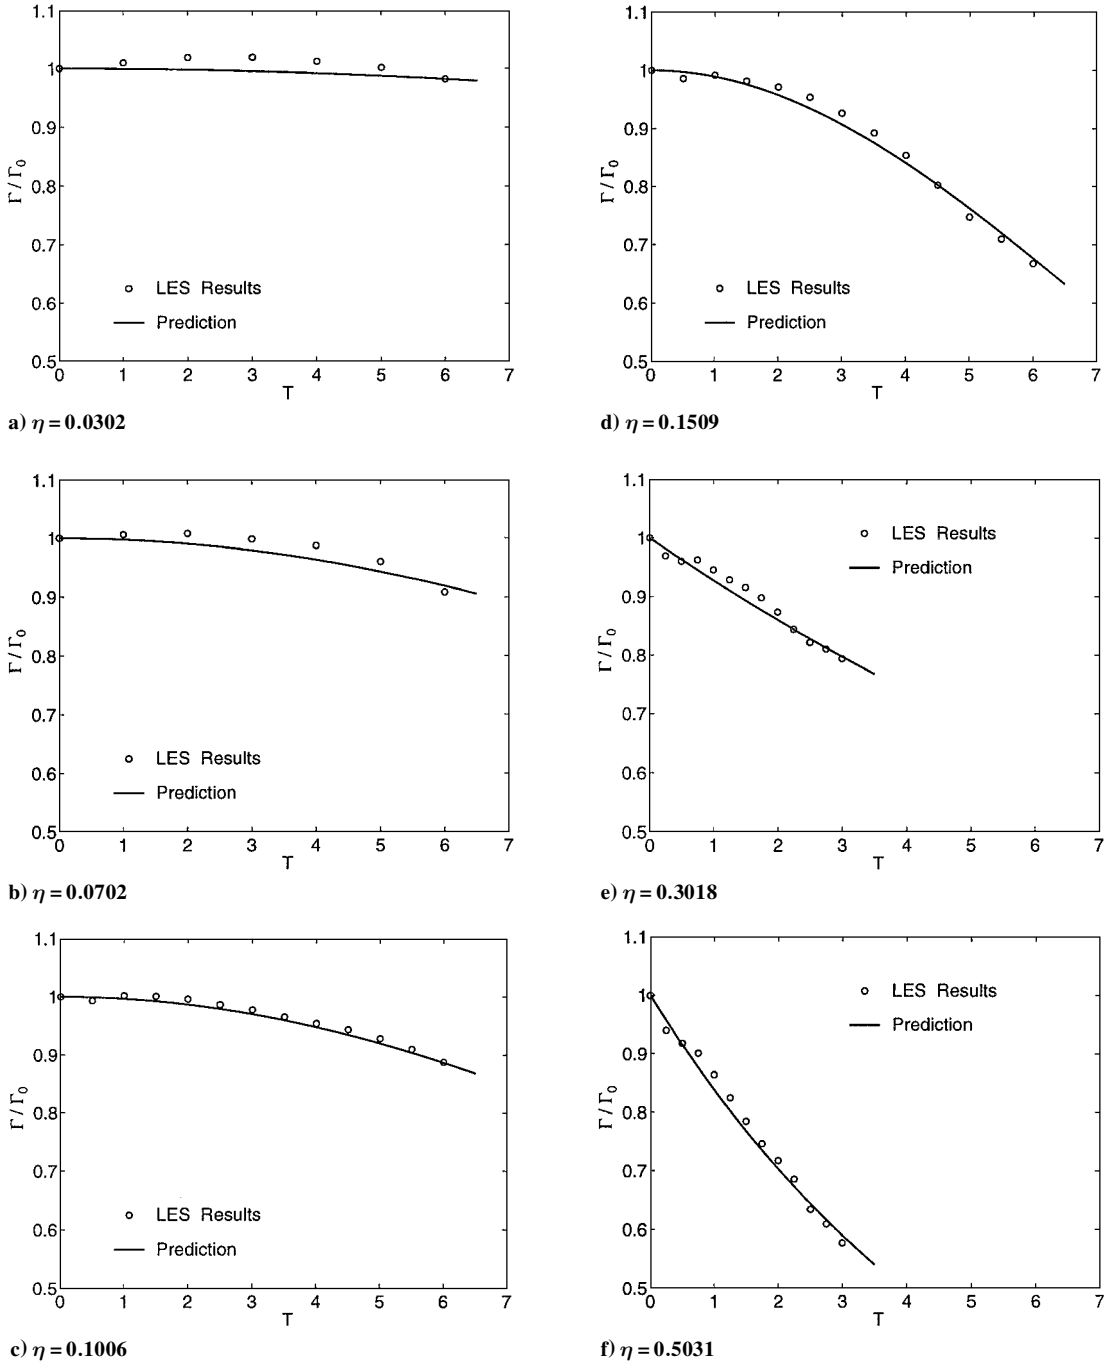 1.1
1
0.9
0.8
0.7
0.6
0.5
Γ / Γ0
LES Results
Prediction
0 1 2 3 4 5 6 7
T
a) η = 0.0302
1.1
1
0.9
0.8
0.7
0.6
0.5
Γ / Γ0
LES Results
Prediction
0 1 2 3 4 5 6 7
T
b) η = 0.0702
1.1
1
0.9
0.8
0.7
0.6
0.5
Γ / Γ0
LES Results
Prediction
0 1 2 3 4 5 6 7
T
c) η = 0.1006
1.1
1
0.9
0.8
0.7
0.6
0.5
Γ / Γ0
LES Results
Prediction
0 1 2 3 4 5 6 7
T
d) η = 0.1509
1.1
1
0.9
0.8
0.7
0.6
0.5
Γ / Γ0
LES Results
Prediction
0 1 2 3 4 5 6 7
T
e) η = 0.3018
1.1
1
0.9
0.8
0.7
0.6
0.5
Γ / Γ0
LES Results
Prediction
0 1 2 3 4 5 6 7
T
f) η = 0.5031